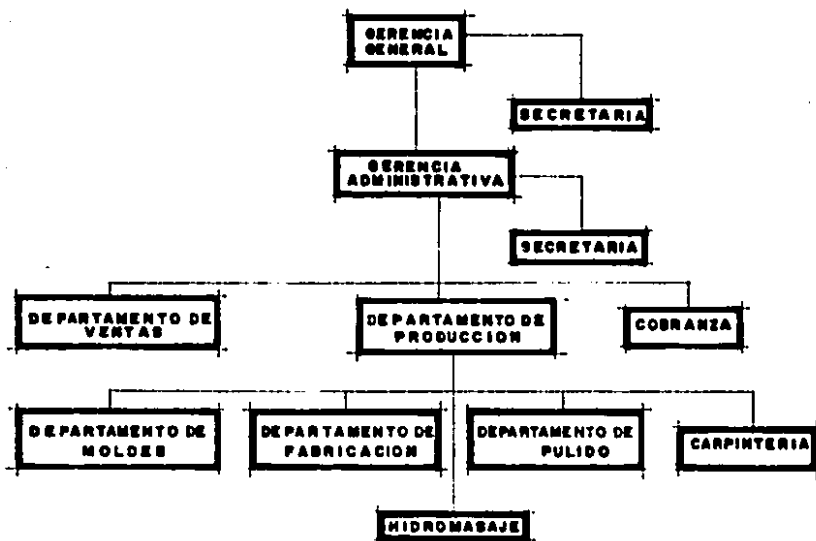 GERENCIA
GENERAL
SECRETARIA
GERENCIA
ADMINISTRATIVA
SECRETARIA
DEPARTAMENTO DE
VENTAS
DEPARTAMENTO DE
PRODUCCION
COBRANZA
DEPARTAMENTO DE
MOLDES
DEPARTAMENTO DE
FABRICACION
DEPARTAMENTO DE
PULIDO
CARPINTERIA
HIDROMASAJE